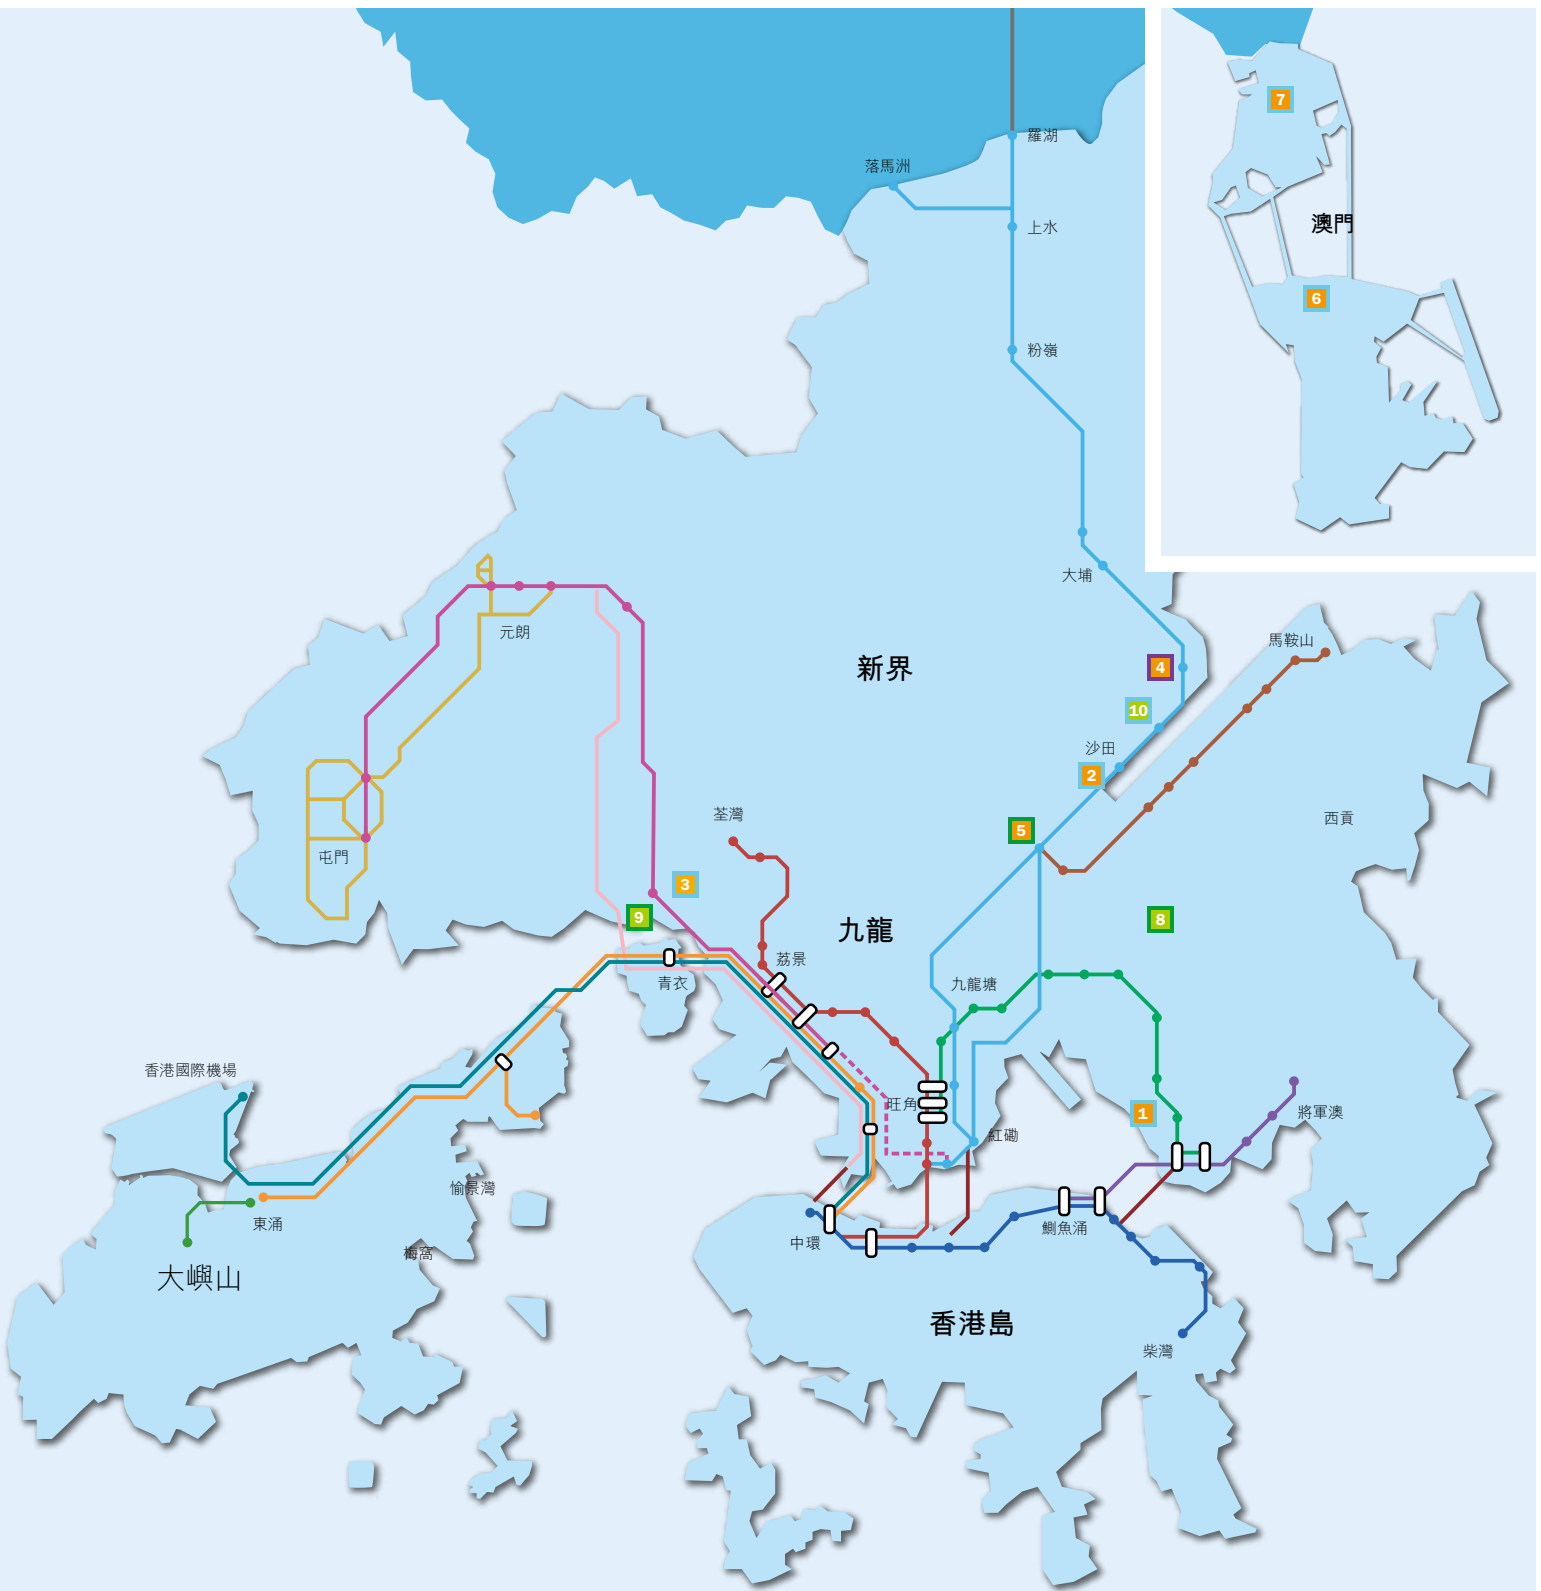 7
羅湖
落馬洲
澳門
上水
6
粉嶺
大埔
元朗
馬鞍山
新界
4
10
沙田
2
荃灣
西貢
5
屯門
3
9
8
九龍
荔景
青衣
九龍塘
香港國際機場
旺角
1
將軍澳
紅磡
愉景灣
東涌
鰂魚涌
中環
梅窩
大嶼山
香港島
柴灣